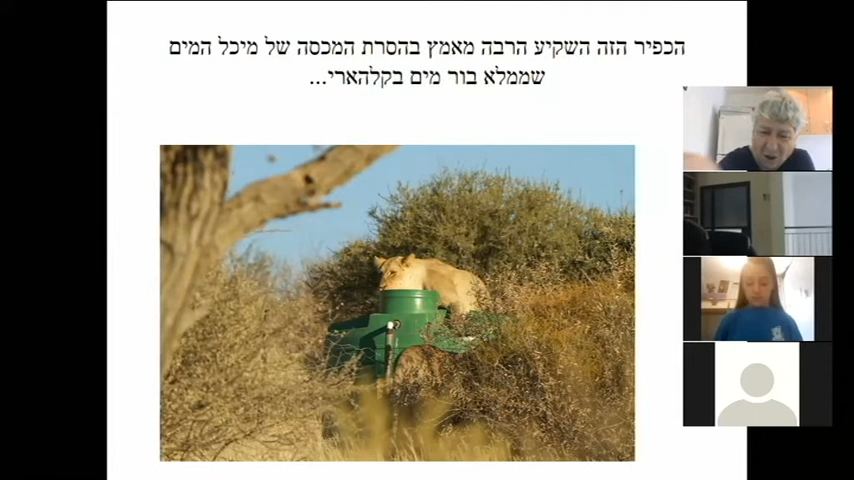 הכפיר הזה השקיע הרבה מאמץ בהסרת המכסה של מיכל המים
שממלא בור מים בקלהארי...